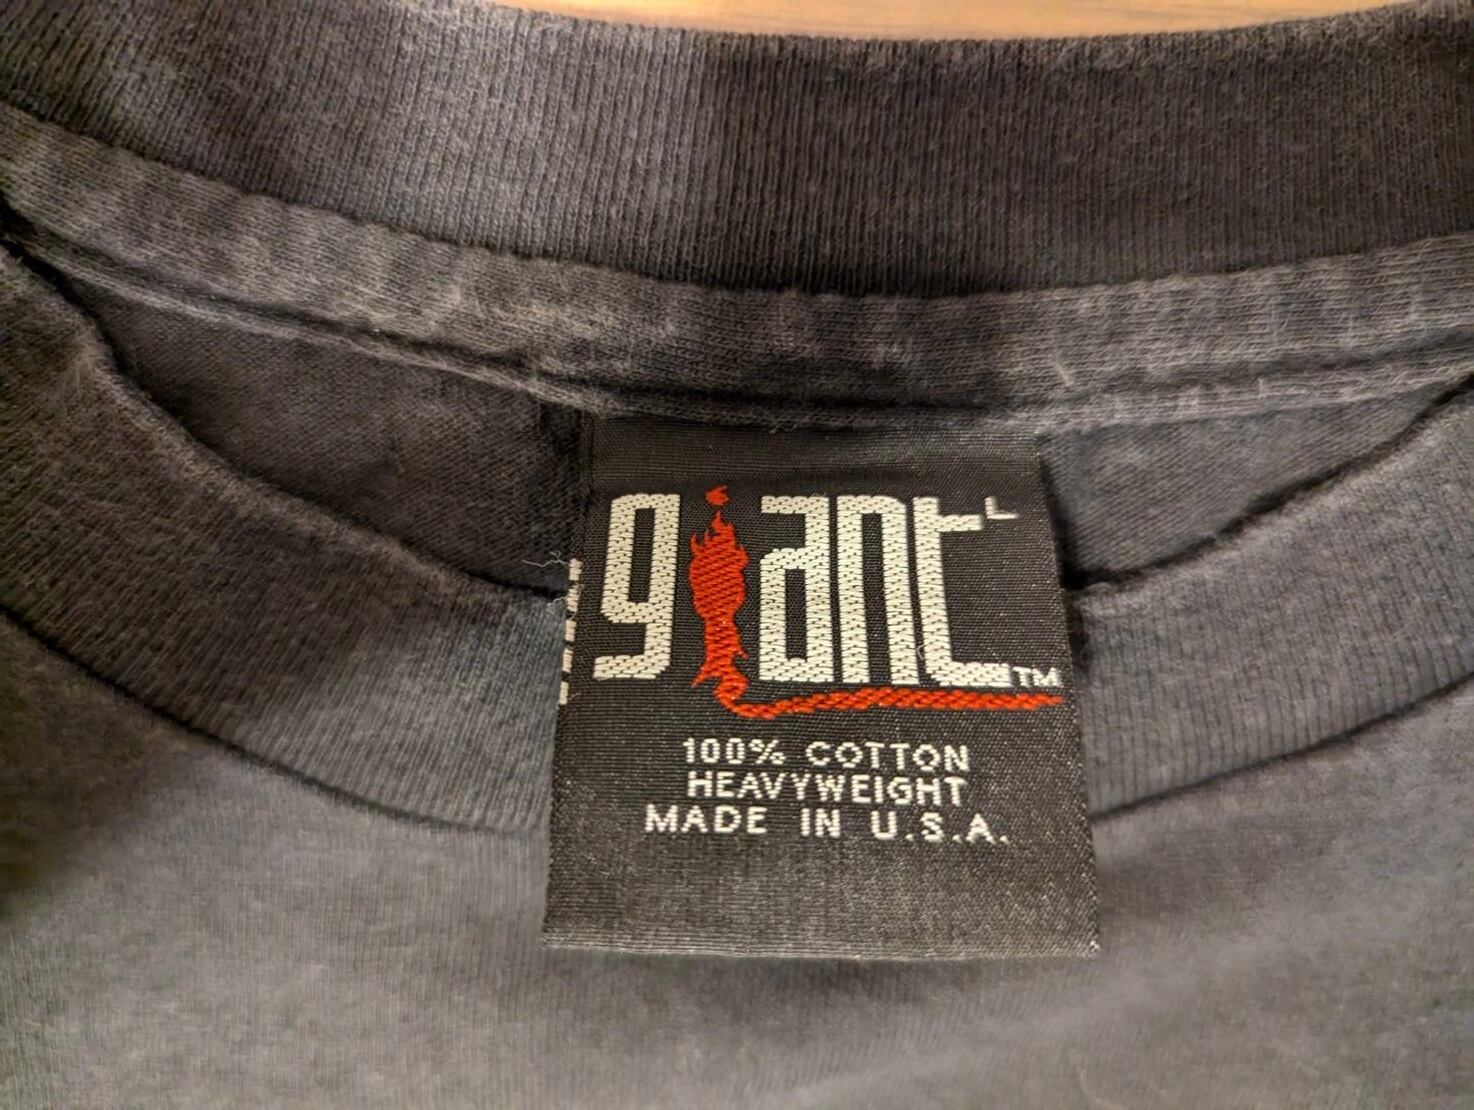 giant L
TM
100% COTTON
HEAVYWEIGHT
MADE IN U.S.A.